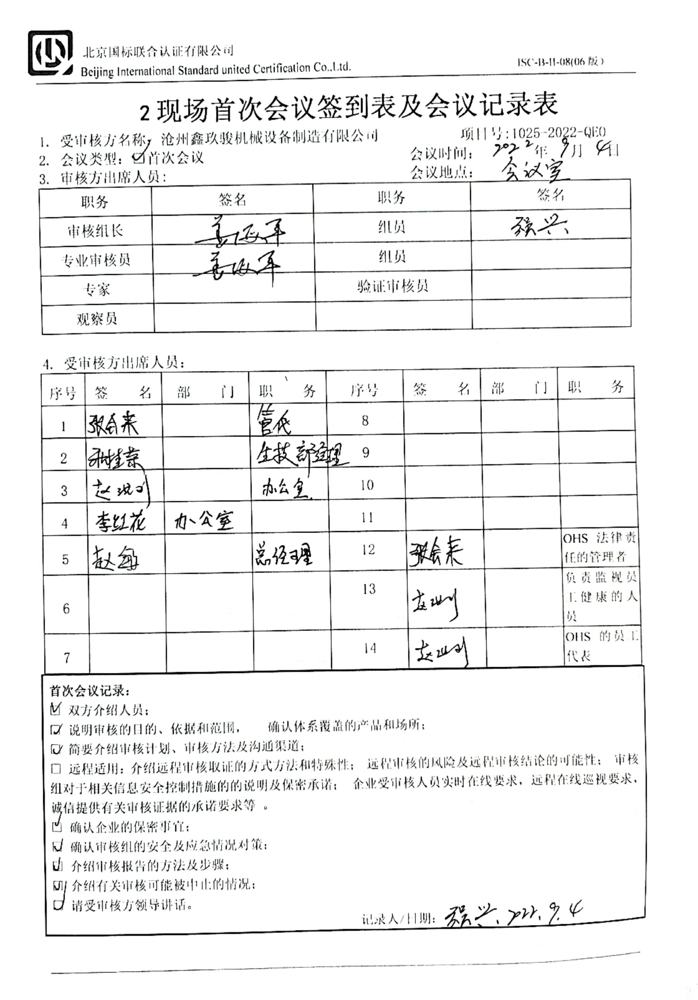 北京国标联合认证有限公司
Beijing International Standard united Certification Co.,Ltd.
ISC-B-II-08(06版)
2 现场首次会议签到表及会议记录表
1. 受审核方名称: 沧州鑫玖骏机械设备制造有限公司 项目号:1025-2022-QEO
2. 会议类型: ☑首次会议 会议时间: 2022年 9月 4日
3. 审核方出席人员: 会议地点: 会议室
职务 签名 职务 签名
审核组长 姜海军 组员 强兴
专业审核员 姜海军 组员
专家 验证审核员
观察员
4. 受审核方出席人员:
序号 签 名 部 门 职 务 序号 签 名 部 门 职 务
1 张会来 管代 8
2 桂荣 生技部经理 9
3 赵 办公室 10
4 李红花 办公室 11
5 赵敏 总经理 12 张会来 OHS 法律责
任的管理者
6 13 赵 负责监视员
工健康的人
员
7 14 赵 OHS 的员工
代表
首次会议记录:
☑ 双方介绍人员;
☑ 说明审核的目的、依据和范围, 确认体系覆盖的产品和场所;
☑ 简要介绍审核计划、审核方法及沟通渠道;
□ 远程适用: 介绍远程审核取证的方式方法和特殊性; 远程审核的风险及远程审核结论的可能性; 审核
组对于相关信息安全控制措施的的说明及保密承诺; 企业受审核人员实时在线要求, 远程在线巡视要求,
诚信提供有关审核证据的承诺要求等 。
☑ 确认企业的保密事宜;
☑ 确认审核组的安全及应急情况对策;
☑ 介绍审核报告的方法及步骤;
☑ 介绍有关审核可能被中止的情况;
☑ 请受审核方领导讲话。
记录人/日期: 强兴. 2022. 9. 4